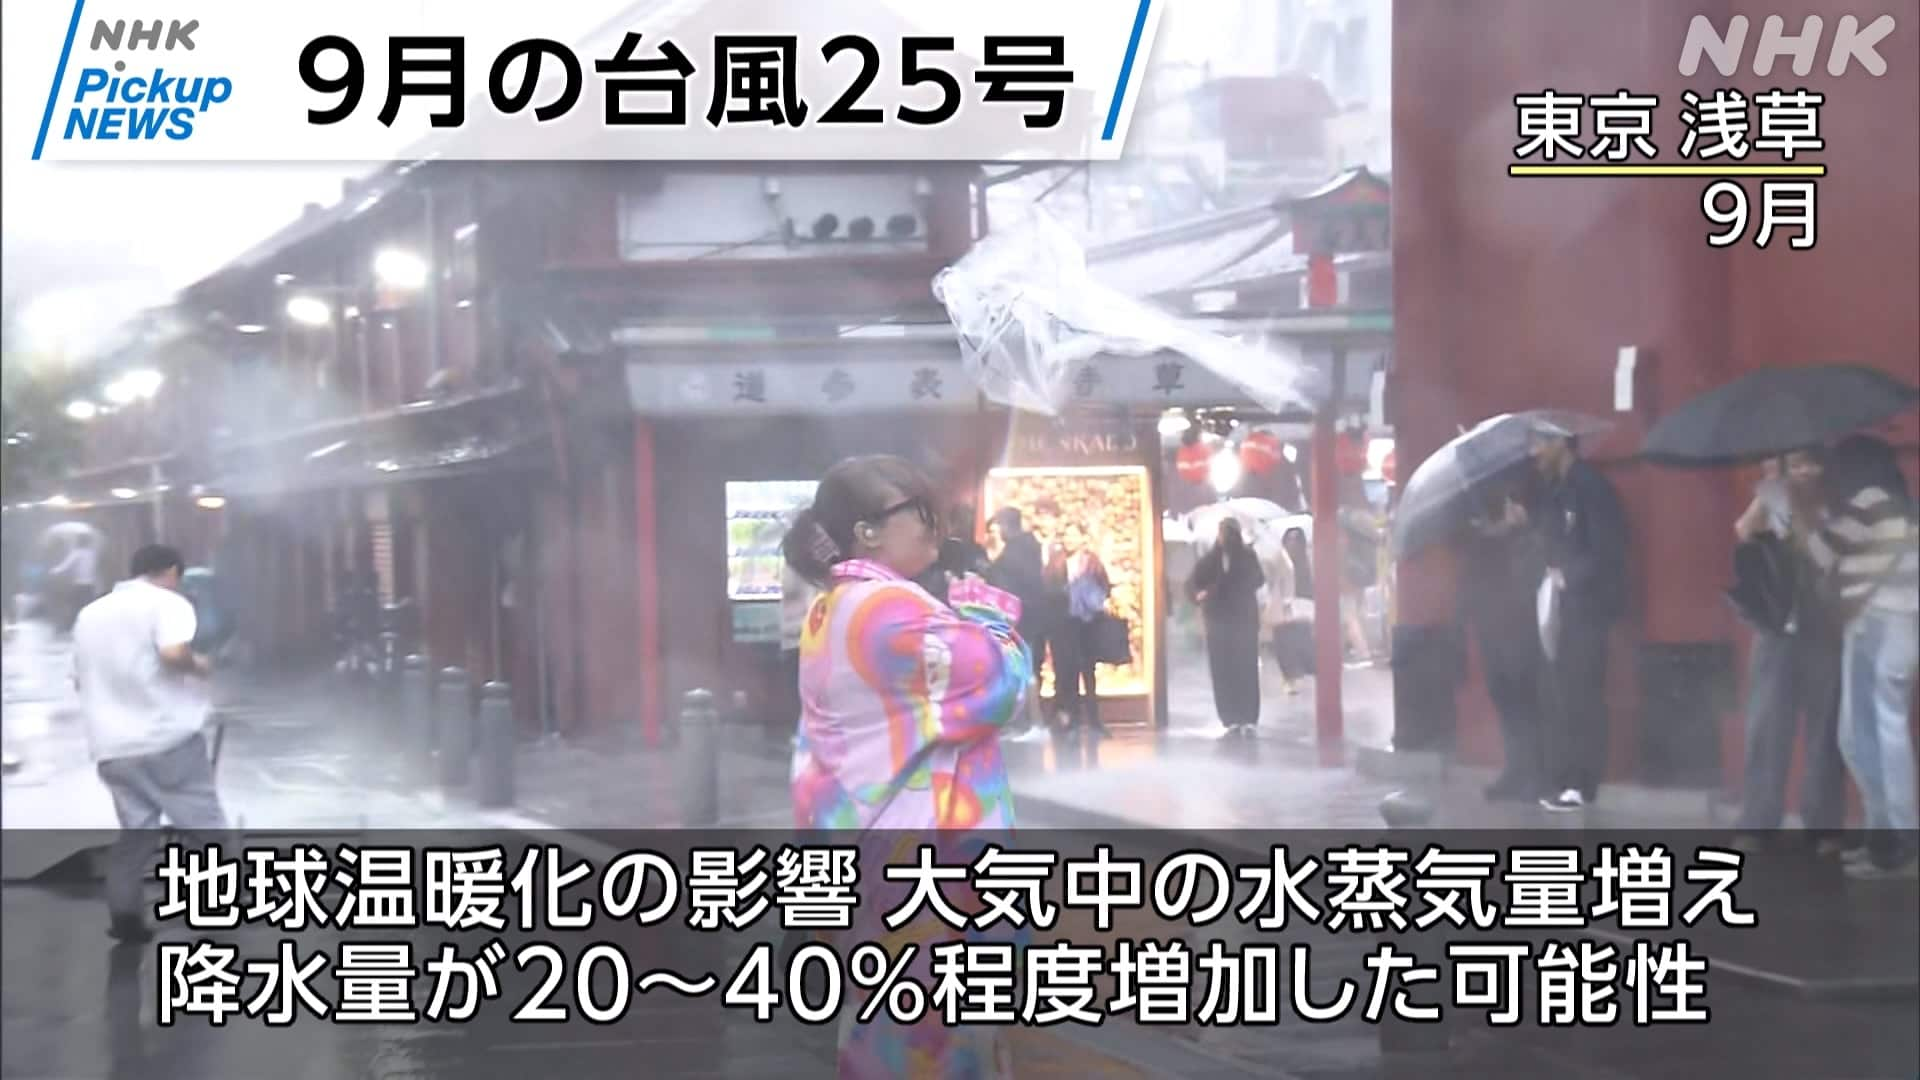 NHK
Pickup
NEWS
9月の台風25号
NHK
東京 浅草
9月
道参表
寺草
地球温暖化の影響 大気中の水蒸気量増え
降水量が20～40%程度増加した可能性